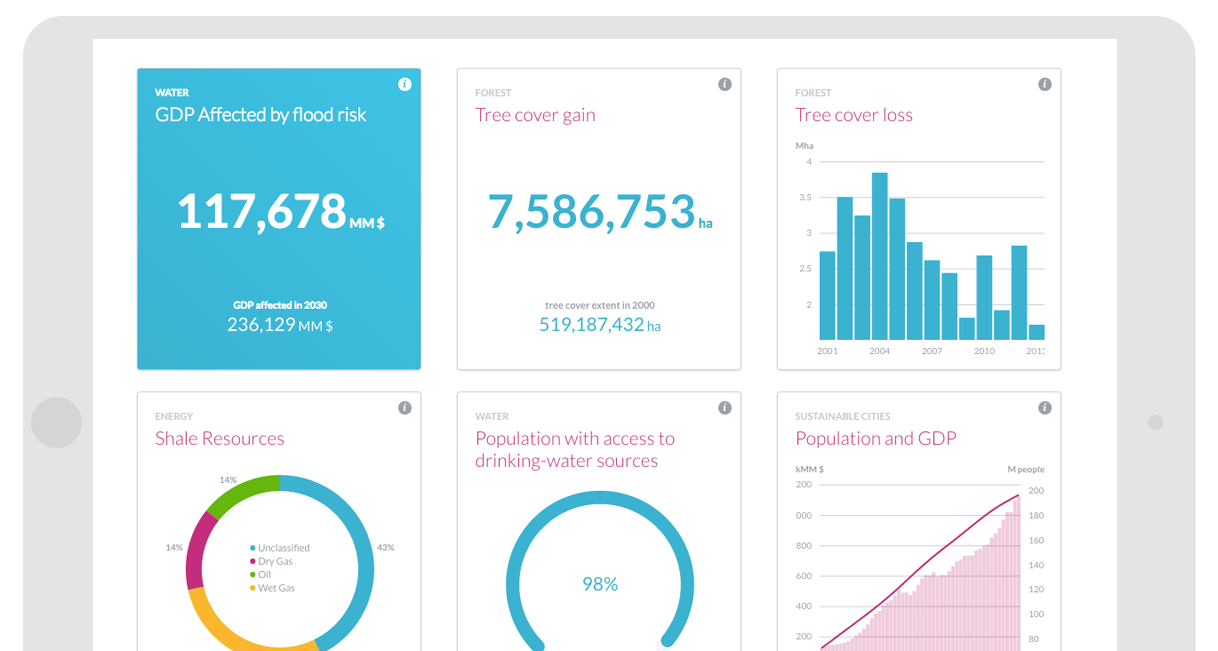 WATER
GDP Affected by flood risk
117,678 MM $
GDP affected in 2030
236,129 MM $
FOREST
Tree cover gain
7,586,753 ha
tree cover extent in 2000
519,187,432 ha
FOREST
Tree cover loss
Mha
4
3.5
3
2.5
2
2001 2004 2007 2010
ENERGY
Shale Resources
14%
14%
43%
Unclassified
Dry Gas
Oil
Wet Gas
WATER
Population with access to
drinking-water sources
98%
SUSTAINABLE CITIES
Population and GDP
kMM $ M people
200 200
000 180
800 160
600 140
400 120
200 100
80